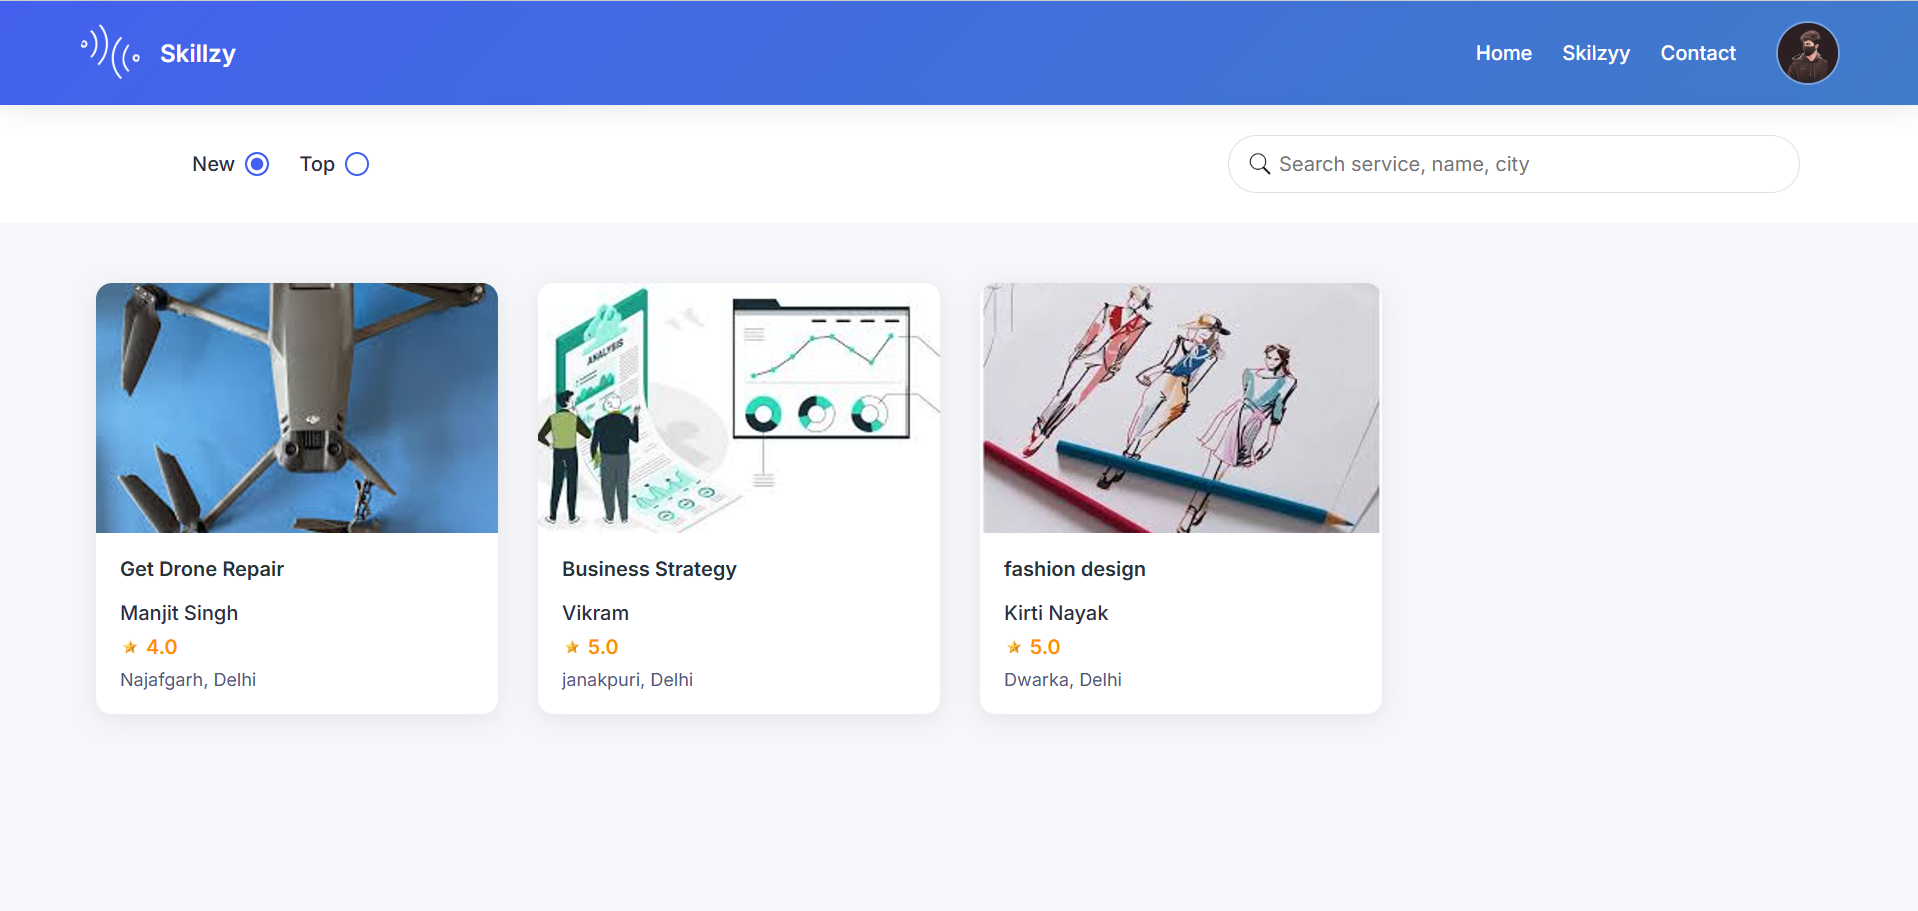 Skillzy
Home Skilzyy Contact
New Top
Search service, name, city
ANALYSIS
Get Drone Repair
Manjit Singh
4.0
Najafgarh, Delhi
Business Strategy
Vikram
5.0
janakpuri, Delhi
fashion design
Kirti Nayak
5.0
Dwarka, Delhi